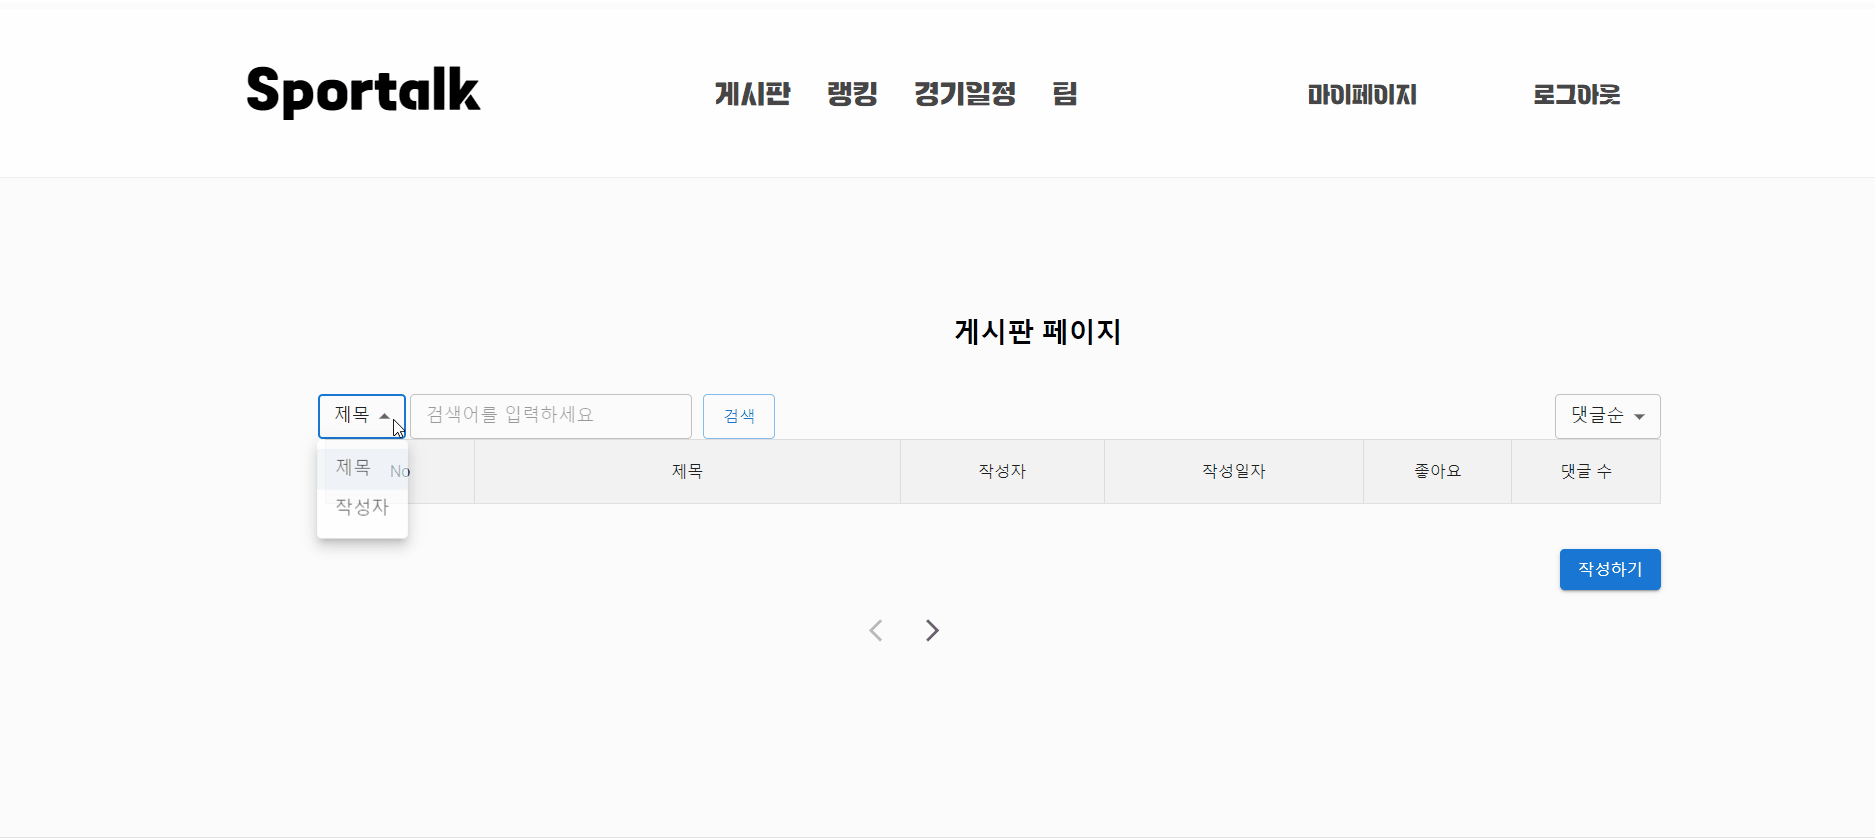 Sportalk 게시판 랭킹 경기일정 팀 마이페이지 로그아웃
게시판 페이지
제목 검색어를 입력하세요 검색 댓글순
제목 No 제목 작성자 작성일자 좋아요 댓글 수
작성자
작성하기